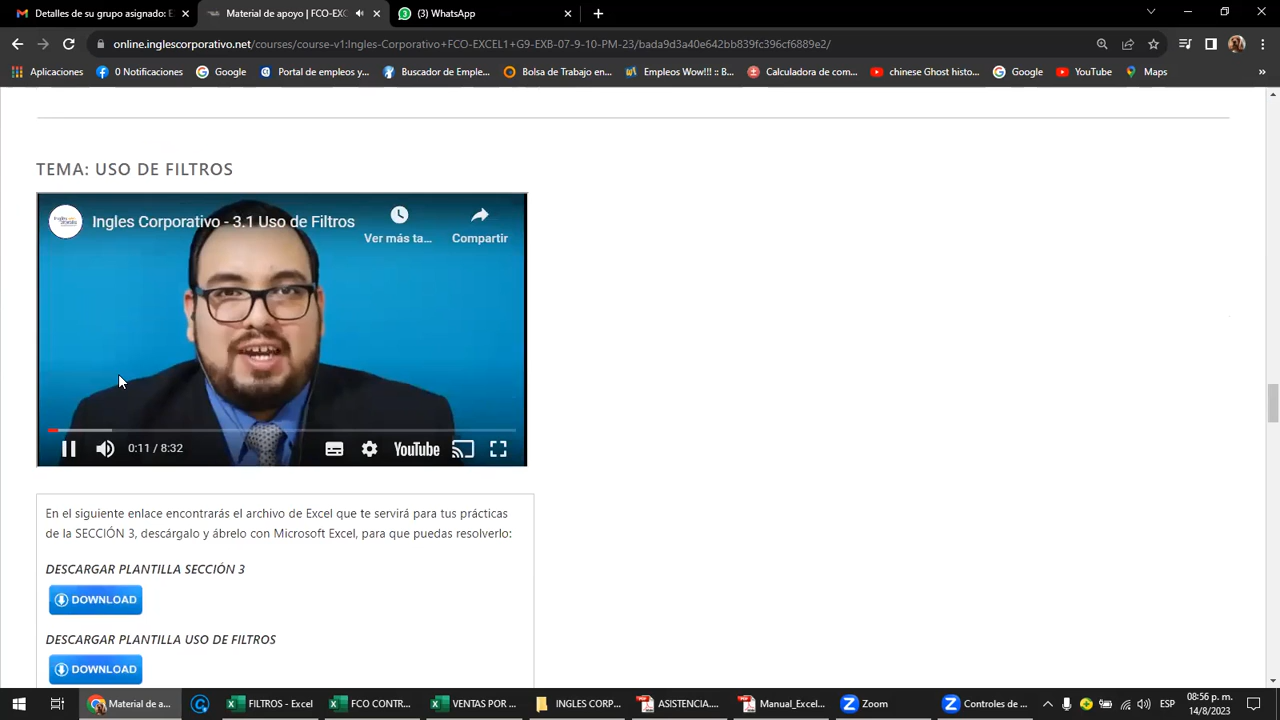 Detalles de su grupo asignado: E
Material de apoyo | FCO-EXC
(3) WhatsApp
online.inglescorporativo.net/courses/course-v1:Ingles-Corporativo+FCO-EXCEL1+G9-EXB-07-9-10-PM-23/bada9d3a40e642bb839fc396cf6889e2/
Aplicaciones
0 Notificaciones
Google
Portal de empleos y...
Buscador de Emple...
Bolsa de Trabajo en...
Empleos Wow!!! :: B...
Calculadora de com...
chinese Ghost histo...
Google
YouTube
Maps
»
TEMA: USO DE FILTROS
Ingles Corporativo - 3.1 Uso de Filtros
Ver más ta...
Compartir
0:11 / 8:32
YouTube
En el siguiente enlace encontrarás el archivo de Excel que te servirá para tus prácticas
de la SECCIÓN 3, descárgalo y ábrelo con Microsoft Excel, para que puedas resolverlo:
DESCARGAR PLANTILLA SECCIÓN 3
DOWNLOAD
DESCARGAR PLANTILLA USO DE FILTROS
DOWNLOAD
Material de a...
FILTROS - Excel
FCO CONTR...
VENTAS POR ...
INGLES CORP...
ASISTENCIA....
Manual_Excel...
Zoom
Controles de ...
ESP
08:56 p. m.
14/8/2023